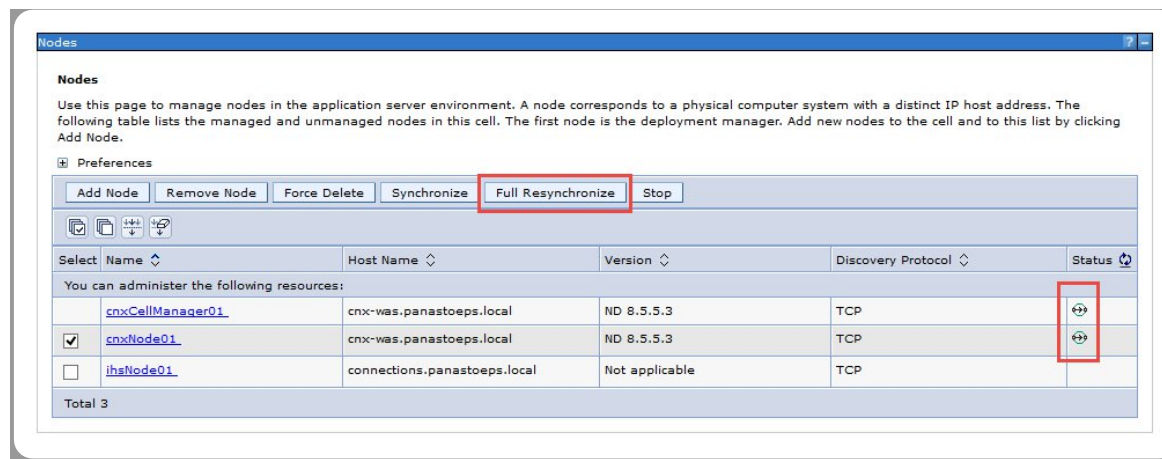 Nodes
Nodes
Use this page to manage nodes in the application server environment. A node corresponds to a physical computer system with a distinct IP host address. The
following table lists the managed and unmanaged nodes in this cell. The first node is the deployment manager. Add new nodes to the cell and to this list by clicking
Add Node.
Preferences
Add Node Remove Node Force Delete Synchronize Full Resynchronize Stop
Select Name Host Name Version Discovery Protocol Status
You can administer the following resources:
cnxCellManager01 cnx-was.panastoeps.local ND 8.5.5.3 TCP
cnxNode01 cnx-was.panastoeps.local ND 8.5.5.3 TCP
ihsNode01 connections.panastoeps.local Not applicable TCP
Total 3